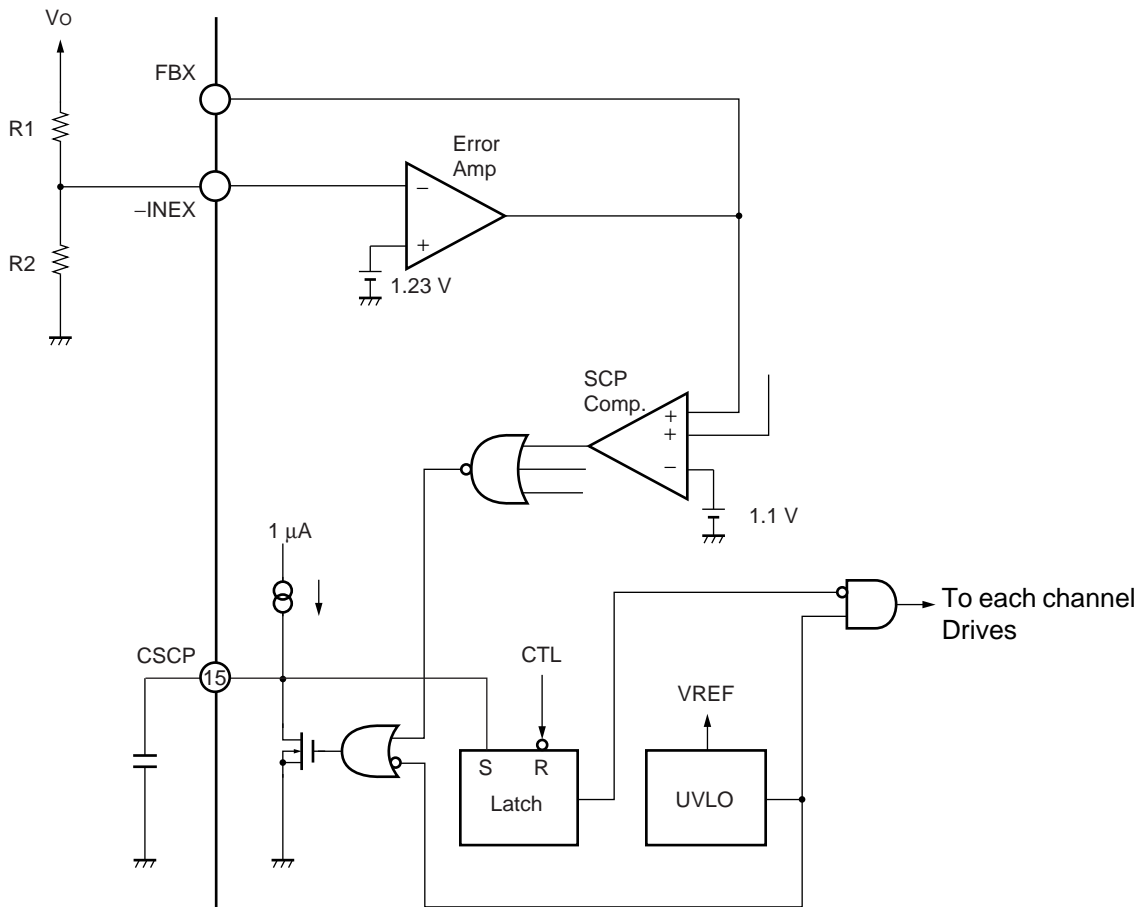 Vo
FBX
R1
Error
Amp
−
−INEX
+
R2
1.23 V
SCP
Comp.
+
+
−
1.1 V
1 μA
To each channel
Drives
CSCP
15
CTL
VREF
S R
Latch
UVLO